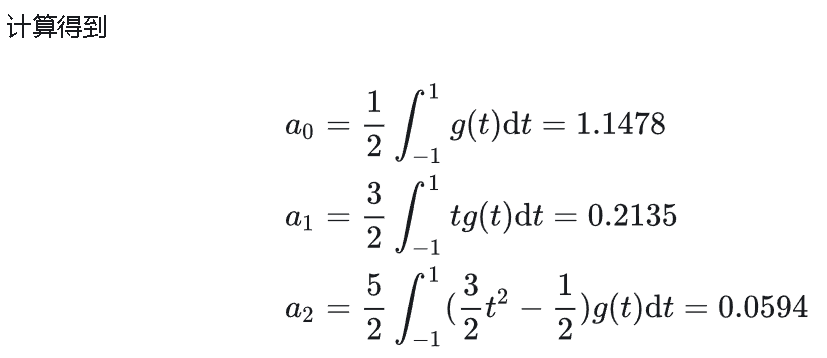 计算得到
a_0 = \frac{1}{2} \int_{-1}^{1} g(t) \mathrm{d}t = 1.1478
a_1 = \frac{3}{2} \int_{-1}^{1} tg(t) \mathrm{d}t = 0.2135
a_2 = \frac{5}{2} \int_{-1}^{1} (\frac{3}{2}t^2 - \frac{1}{2})g(t) \mathrm{d}t = 0.0594